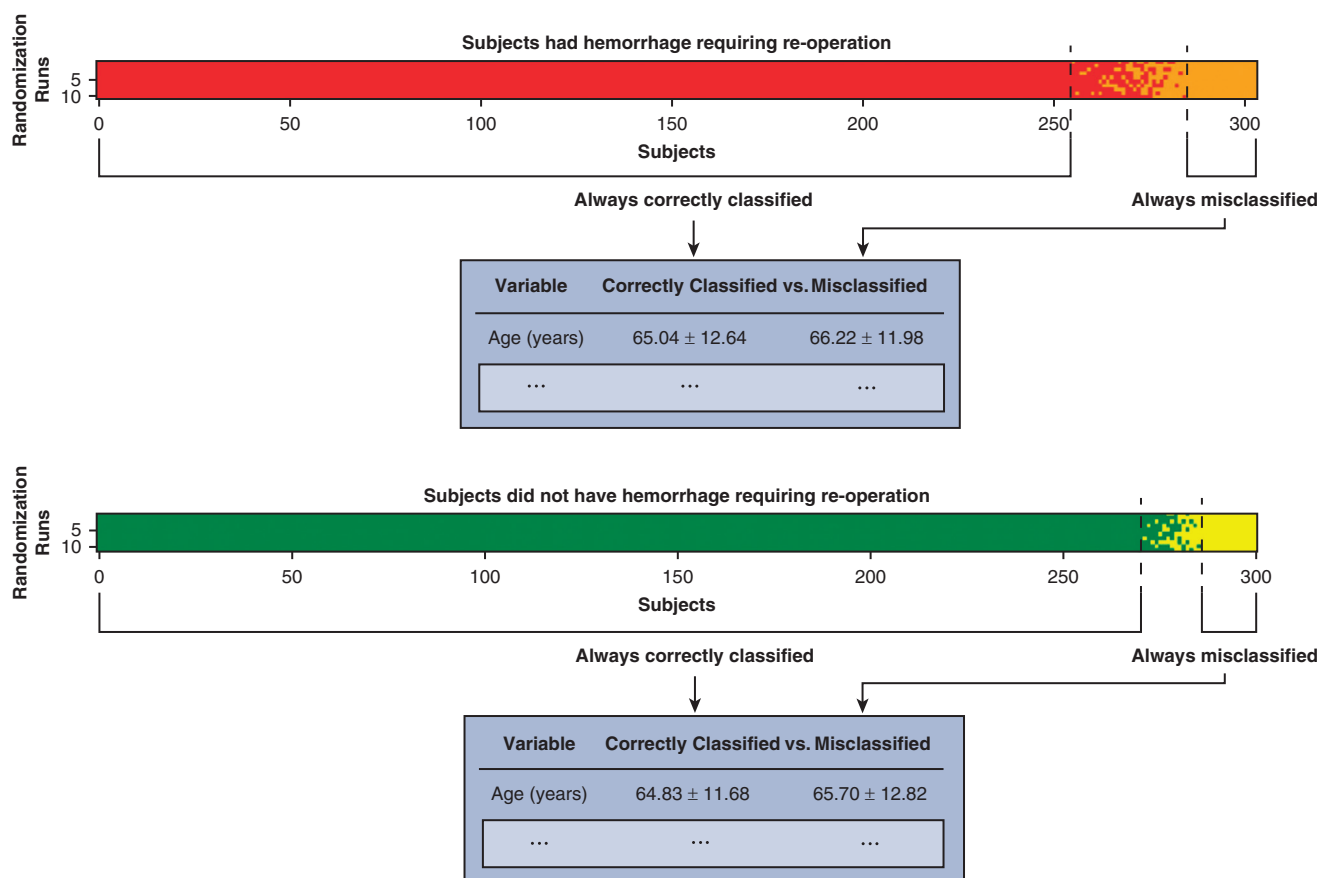 Subjects had hemorrhage requiring re-operation
Randomization
Runs
5
10
0 50 100 150 200 250 300
Subjects
Always correctly classified Always misclassified
Variable Correctly Classified vs. Misclassified
Age (years) 65.04 ± 12.64 66.22 ± 11.98
... ... ...
Subjects did not have hemorrhage requiring re-operation
Randomization
Runs
5
10
0 50 100 150 200 250 300
Subjects
Always correctly classified Always misclassified
Variable Correctly Classified vs. Misclassified
Age (years) 64.83 ± 11.68 65.70 ± 12.82
... ... ...